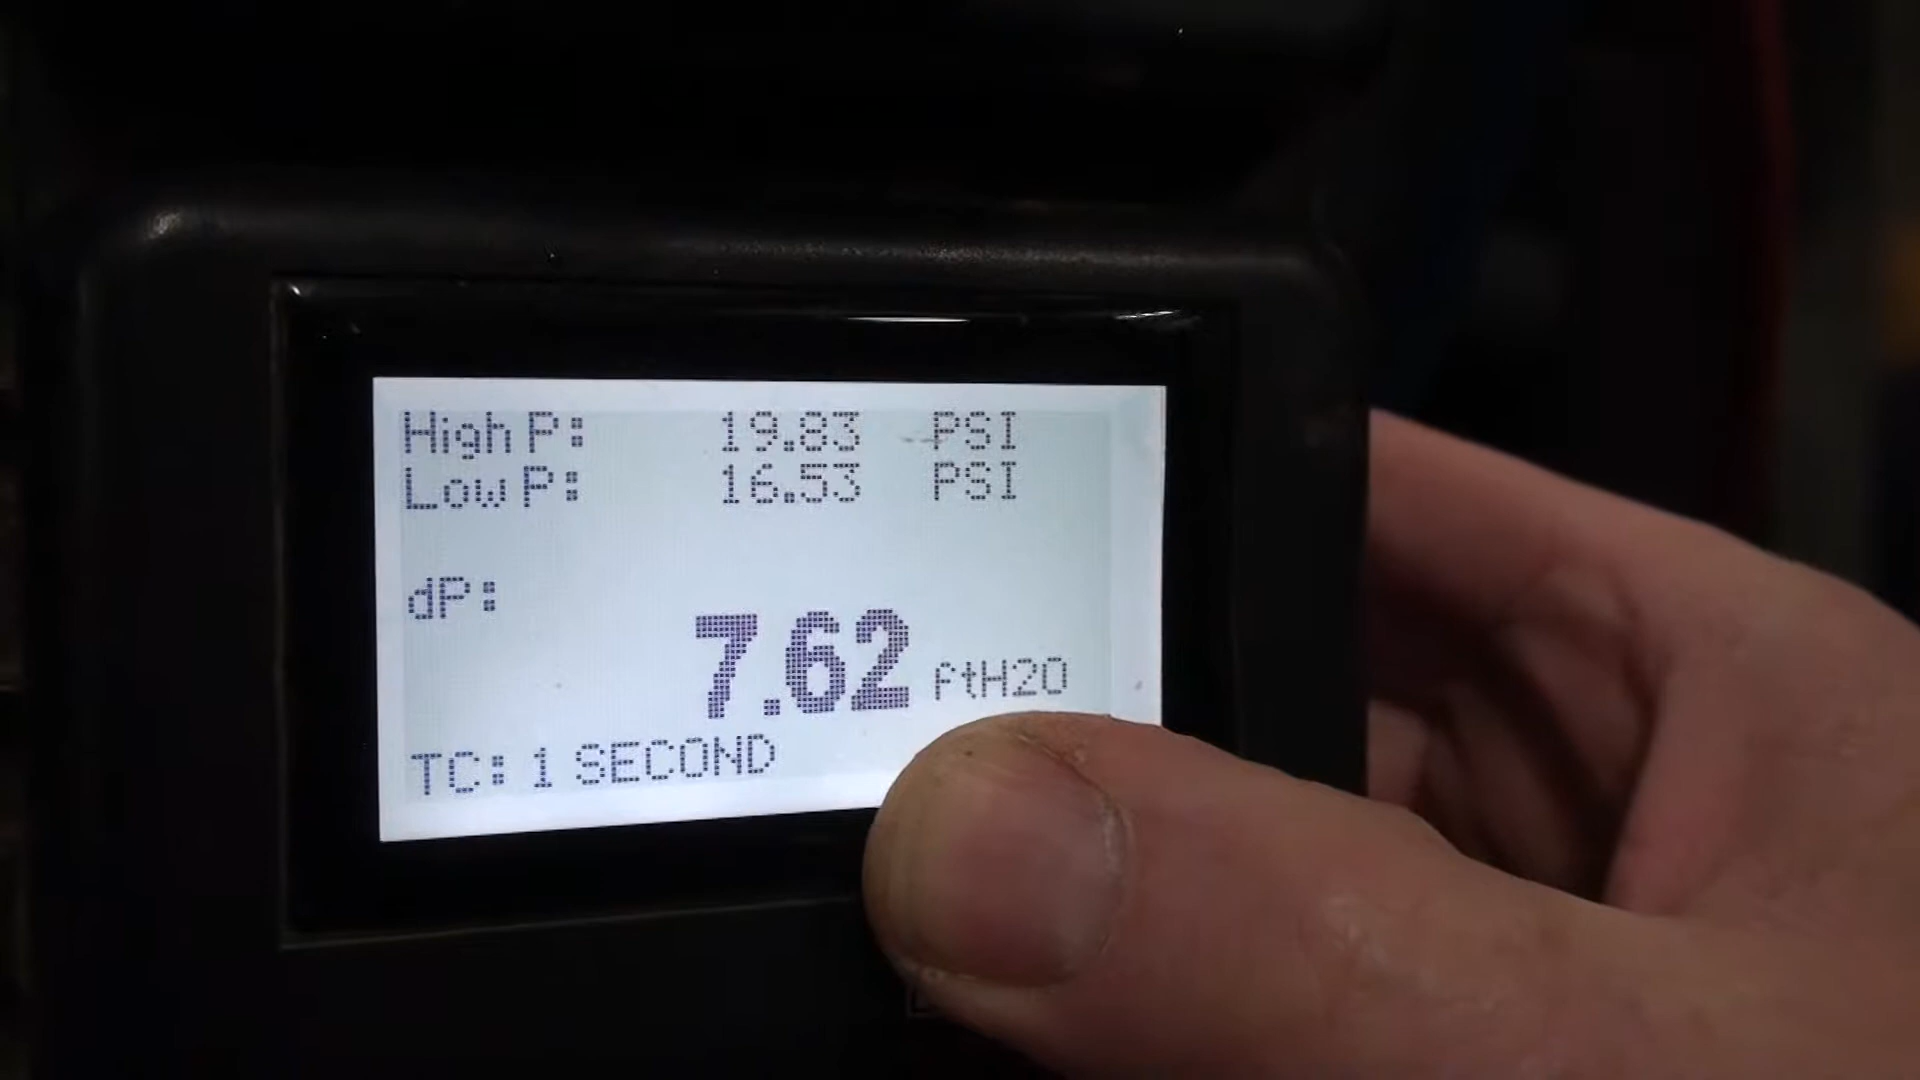 High P: 19.83 PSI
Low P: 16.53 PSI
dP:
7.62 ftH2O
TC: 1 SECOND